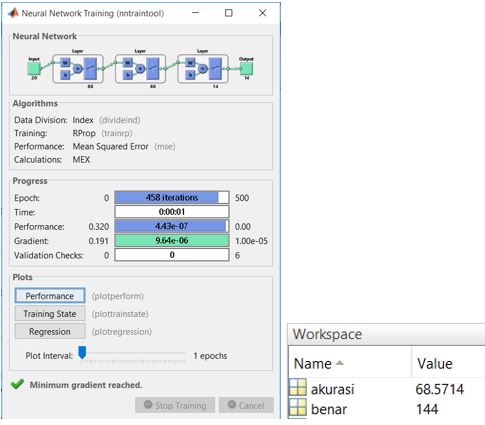 Neural Network Training (nntraintool)
Neural Network
Layer Layer Layer
Input W b W b W b Output
20 80 80 14 14
Algorithms
Data Division: Index (divideind)
Training: RProp (trainrp)
Performance: Mean Squared Error (mse)
Calculations: MEX
Progress
Epoch: 0 458 iterations 500
Time: 0:00:01
Performance: 0.320 4.43e-07 0.00
Gradient: 0.191 9.64e-06 1.00e-05
Validation Checks: 0 0 6
Plots
Performance (plotperform)
Training State (plottrainstate)
Regression (plotregression)
Plot Interval: 1 epochs
Minimum gradient reached.
Stop Training Cancel
Workspace
Name Value
akurasi 68.5714
benar 144